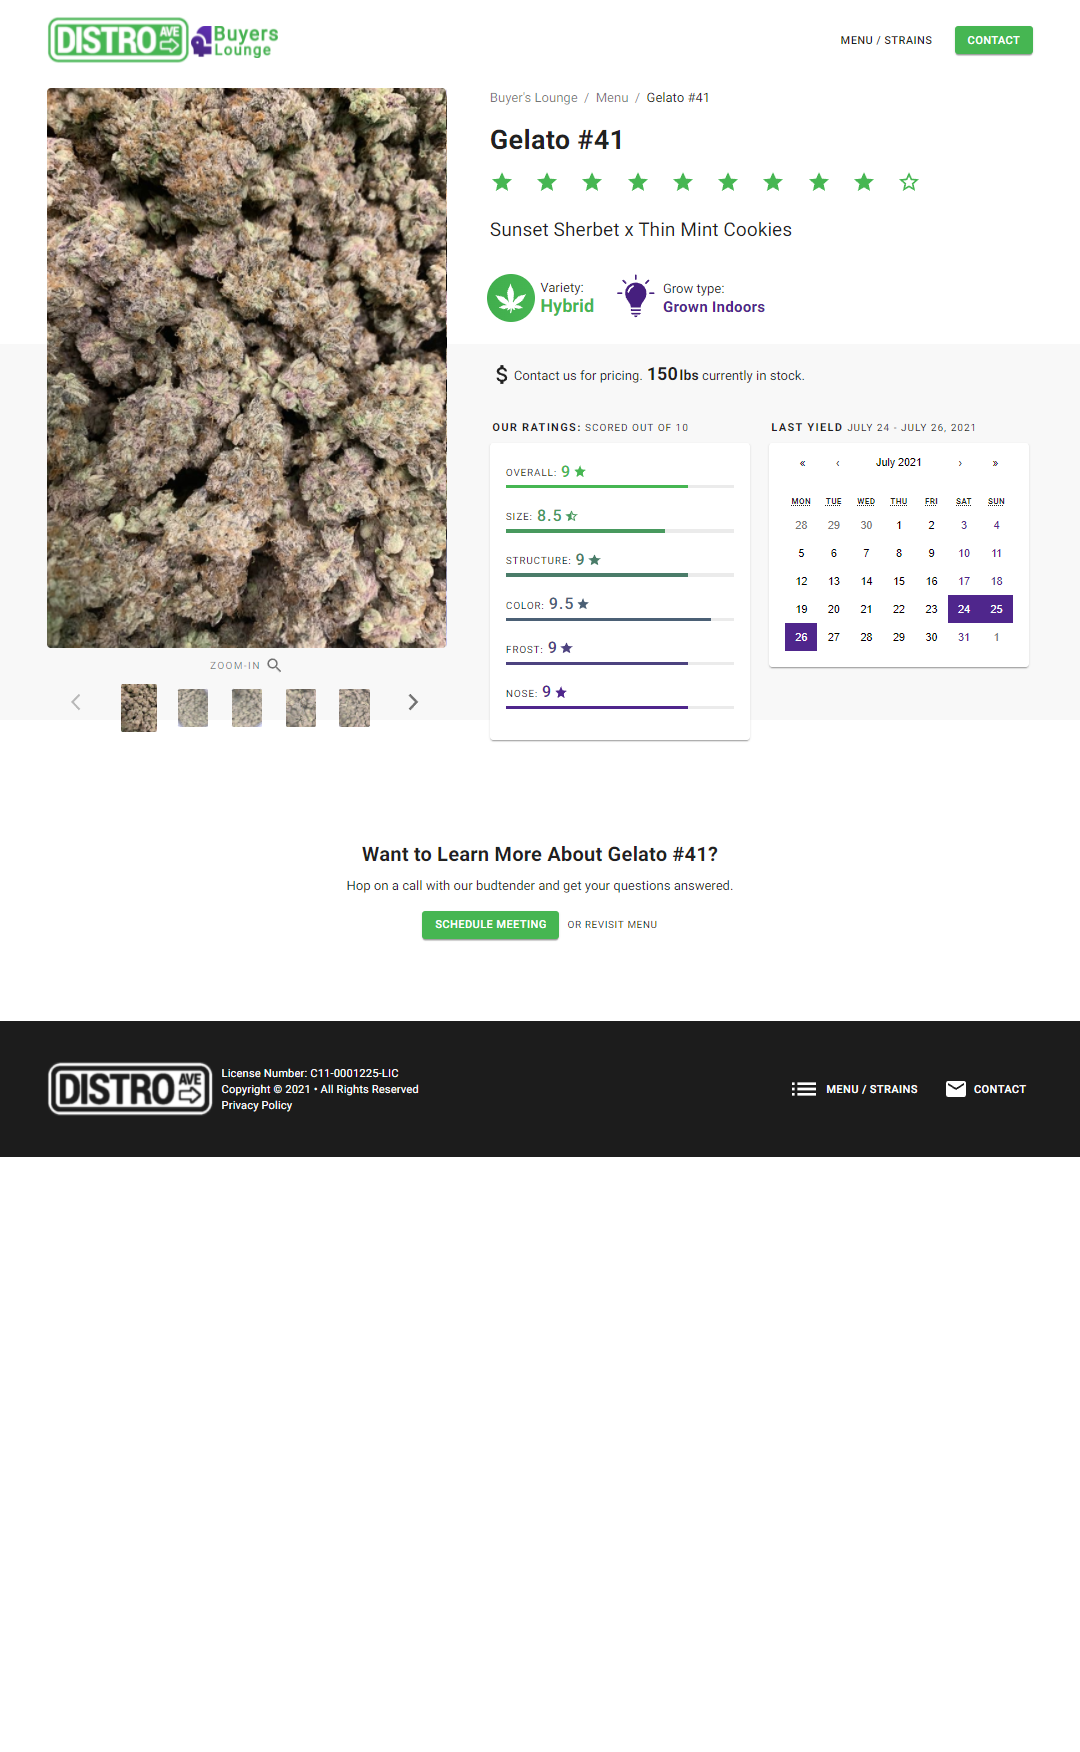 DISTRO AVE Buyers Lounge
MENU / STRAINS
CONTACT
Buyer's Lounge / Menu / Gelato #41
Gelato #41
Sunset Sherbet x Thin Mint Cookies
Variety:
Hybrid
Grow type:
Grown Indoors
$ Contact us for pricing. 150lbs currently in stock.
OUR RATINGS: SCORED OUT OF 10
OVERALL: 9
SIZE: 8.5
STRUCTURE: 9
COLOR: 9.5
FROST: 9
NOSE: 9
LAST YIELD JULY 24 - JULY 26, 2021
« ‹ July 2021 › »
MON TUE WED THU FRI SAT SUN
28 29 30 1 2 3 4
5 6 7 8 9 10 11
12 13 14 15 16 17 18
19 20 21 22 23 24 25
26 27 28 29 30 31 1
ZOOM-IN
Want to Learn More About Gelato #41?
Hop on a call with our budtender and get your questions answered.
SCHEDULE MEETING OR REVISIT MENU
DISTRO AVE
License Number: C11-0001225-LIC
Copyright © 2021 • All Rights Reserved
Privacy Policy
MENU / STRAINS
CONTACT